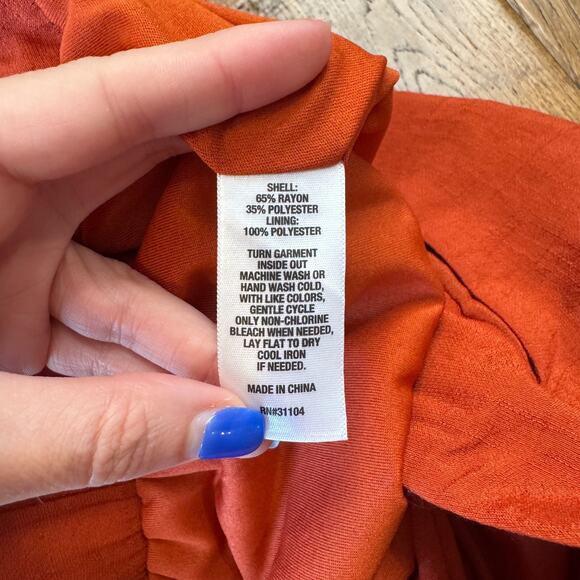 SHELL:
65% RAYON
35% POLYESTER
LINING:
100% POLYESTER
TURN GARMENT
INSIDE OUT
MACHINE WASH OR
HAND WASH COLD,
WITH LIKE COLORS,
GENTLE CYCLE
ONLY NON-CHLORINE
BLEACH WHEN NEEDED,
LAY FLAT TO DRY
COOL IRON
IF NEEDED.
MADE IN CHINA
RN#31104